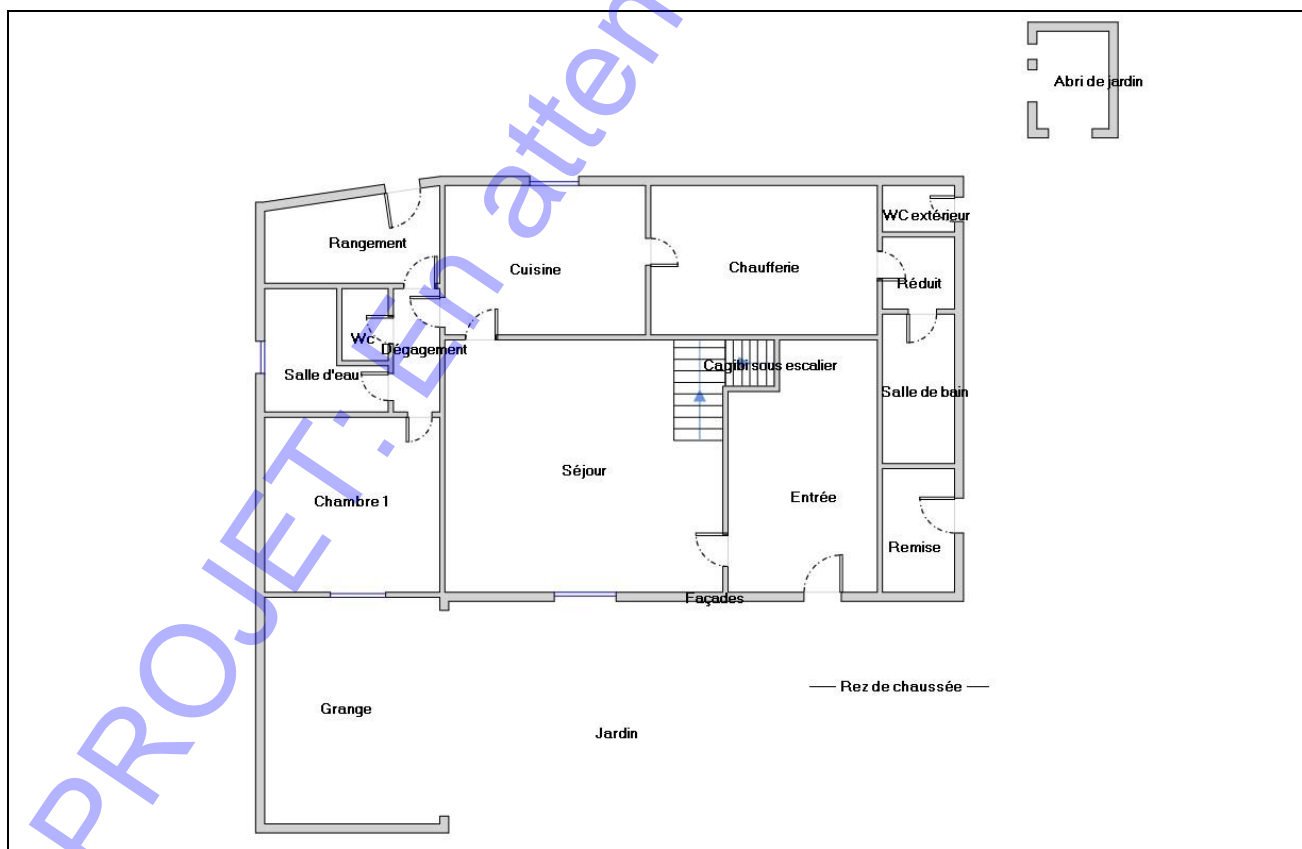 Abri de jardin
WC extérieur
Rangement
Cuisine
Chaufferie
Réduit
Wc
Dégagement
Cagibi sous escalier
Salle d'eau
Salle de bain
Séjour
Chambre 1
Entrée
Remise
Façades
Rez de chaussée
Grange
Jardin
PROJET: En atten